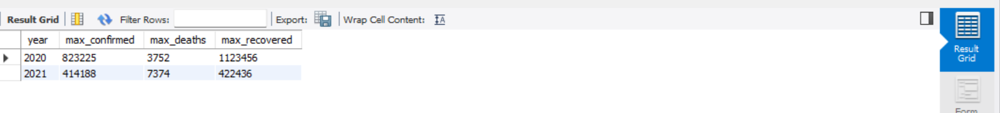 Result Grid Filter Rows: Export: Wrap Cell Content: IA
year max_confirmed max_deaths max_recovered
2020 823225 3752 1123456
2021 414188 7374 422436
Result
Grid
Form